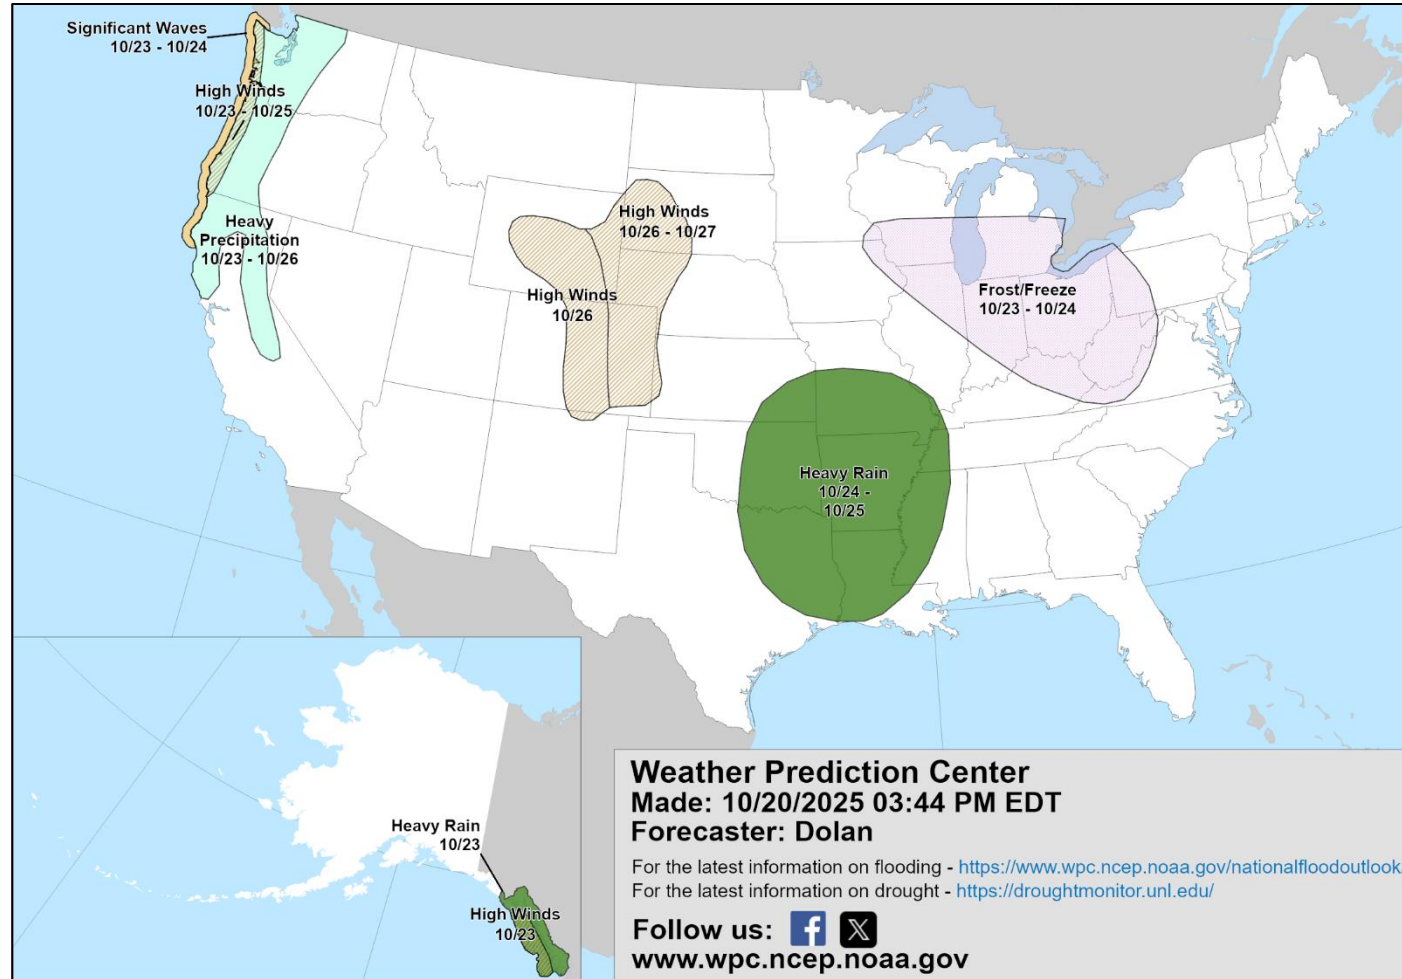 Significant Waves
10/23 - 10/24
High Winds
10/23 - 10/25
Heavy
Precipitation
10/23 - 10/26
High Winds
10/26 - 10/27
High Winds
10/26
Frost/Freeze
10/23 - 10/24
Heavy Rain
10/24 -
10/25
Heavy Rain
10/23
High Winds
10/23
Weather Prediction Center
Made: 10/20/2025 03:44 PM EDT
Forecaster: Dolan
For the latest information on flooding - https://www.wpc.ncep.noaa.gov/nationalfloodoutlook
For the latest information on drought - https://droughtmonitor.unl.edu/
Follow us:
www.wpc.ncep.noaa.gov